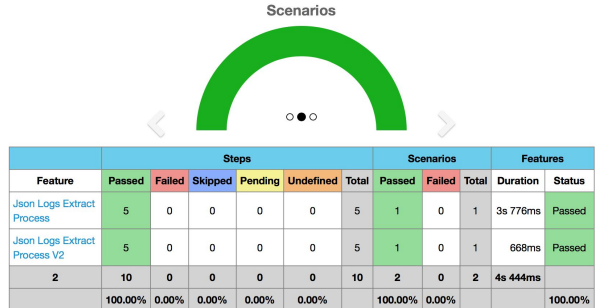 Scenarios
Steps Scenarios Features
Feature Passed Failed Skipped Pending Undefined Total Passed Failed Total Duration Status
Json Logs Extract
Process 5 0 0 0 0 5 1 0 1 3s 776ms Passed
Json Logs Extract
Process V2 5 0 0 0 0 5 1 0 1 668ms Passed
2 10 0 0 0 0 10 2 0 2 4s 444ms
100.00% 0.00% 0.00% 0.00% 0.00% 100.00% 0.00% 100.00%